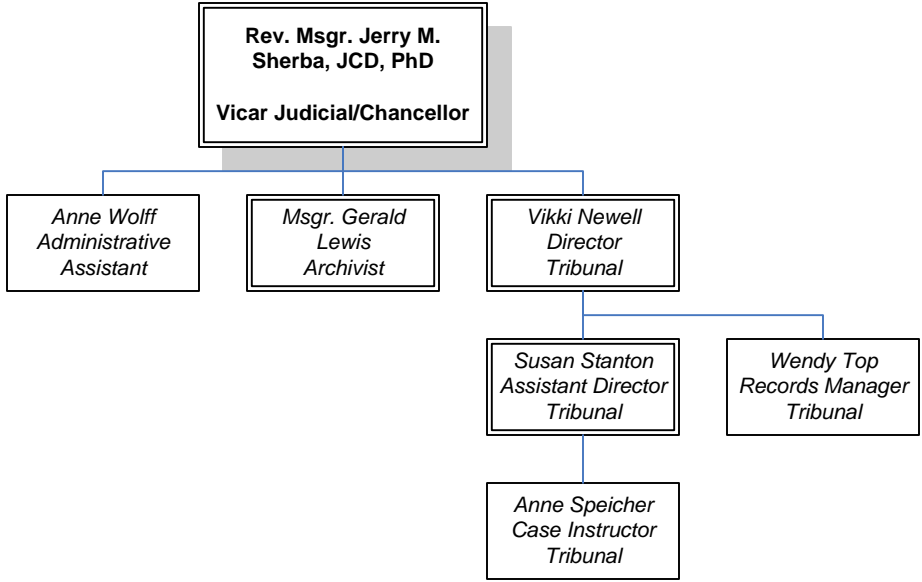 Rev. Msgr. Jerry M.
Sherba, JCD, PhD
Vicar Judicial/Chancellor
Anne Wolff
Administrative
Assistant
Msgr. Gerald
Lewis
Archivist
Vikki Newell
Director
Tribunal
Susan Stanton
Assistant Director
Tribunal
Wendy Top
Records Manager
Tribunal
Anne Speicher
Case Instructor
Tribunal